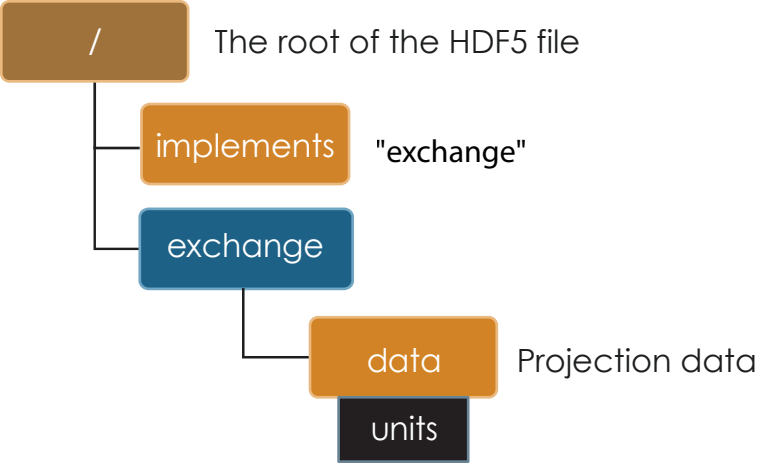 /
The root of the HDF5 file
implements
"exchange"
exchange
data
Projection data
units